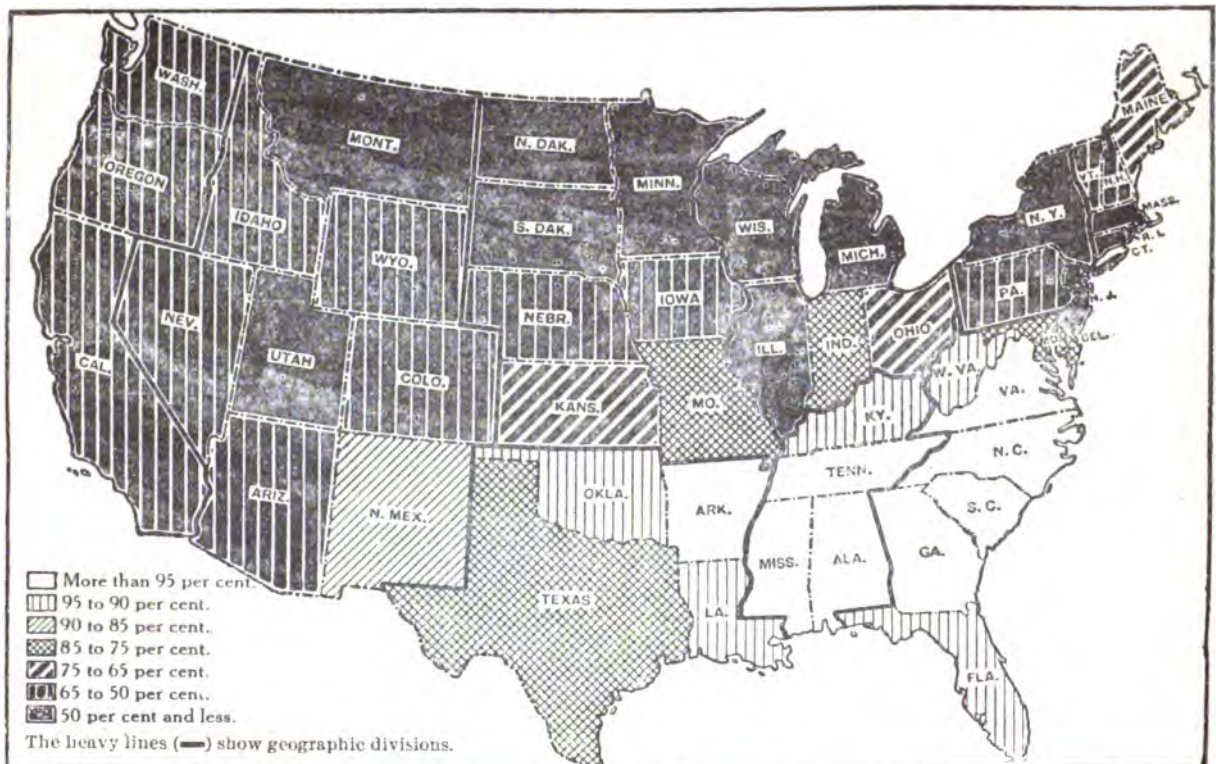 WASH.
MONT.
N. DAK.
MINN.
MAINE
OREGON
IDAHO
S. DAK.
WIS.
MICH.
N. Y.
VT.
N.H.
MASS.
R. I.
CT.
WYO.
IOWA
NEBR.
PA.
N. J.
NEV.
UTAH
CAL.
COLO.
ILL.
IND.
OHIO
DEL.
W. VA.
VA.
KANS.
MO.
KY.
N. C.
TENN.
ARIZ.
N. MEX.
OKLA.
ARK.
S. C.
MISS.
ALA.
GA.
TEXAS
LA.
FLA.
More than 95 per cent.
95 to 90 per cent.
90 to 85 per cent.
85 to 75 per cent.
75 to 65 per cent.
65 to 50 per cent.
50 per cent and less.
The heavy lines ( ) show geographic divisions.